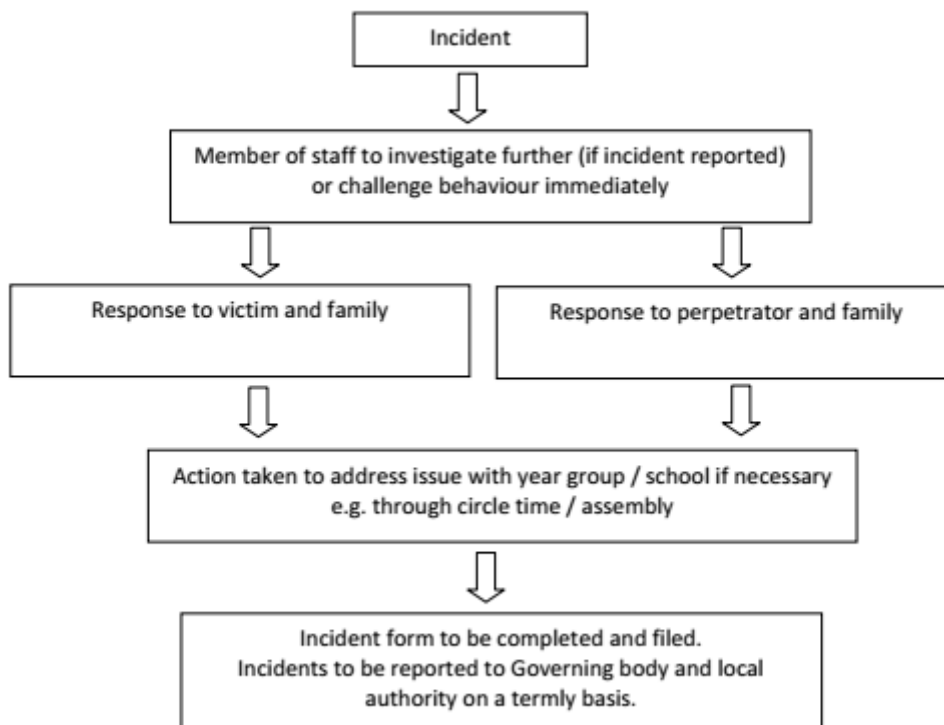 Incident
Member of staff to investigate further (if incident reported)
or challenge behaviour immediately
Response to victim and family
Response to perpetrator and family
Action taken to address issue with year group / school if necessary
e.g. through circle time / assembly
Incident form to be completed and filed.
Incidents to be reported to Governing body and local
authority on a termly basis.